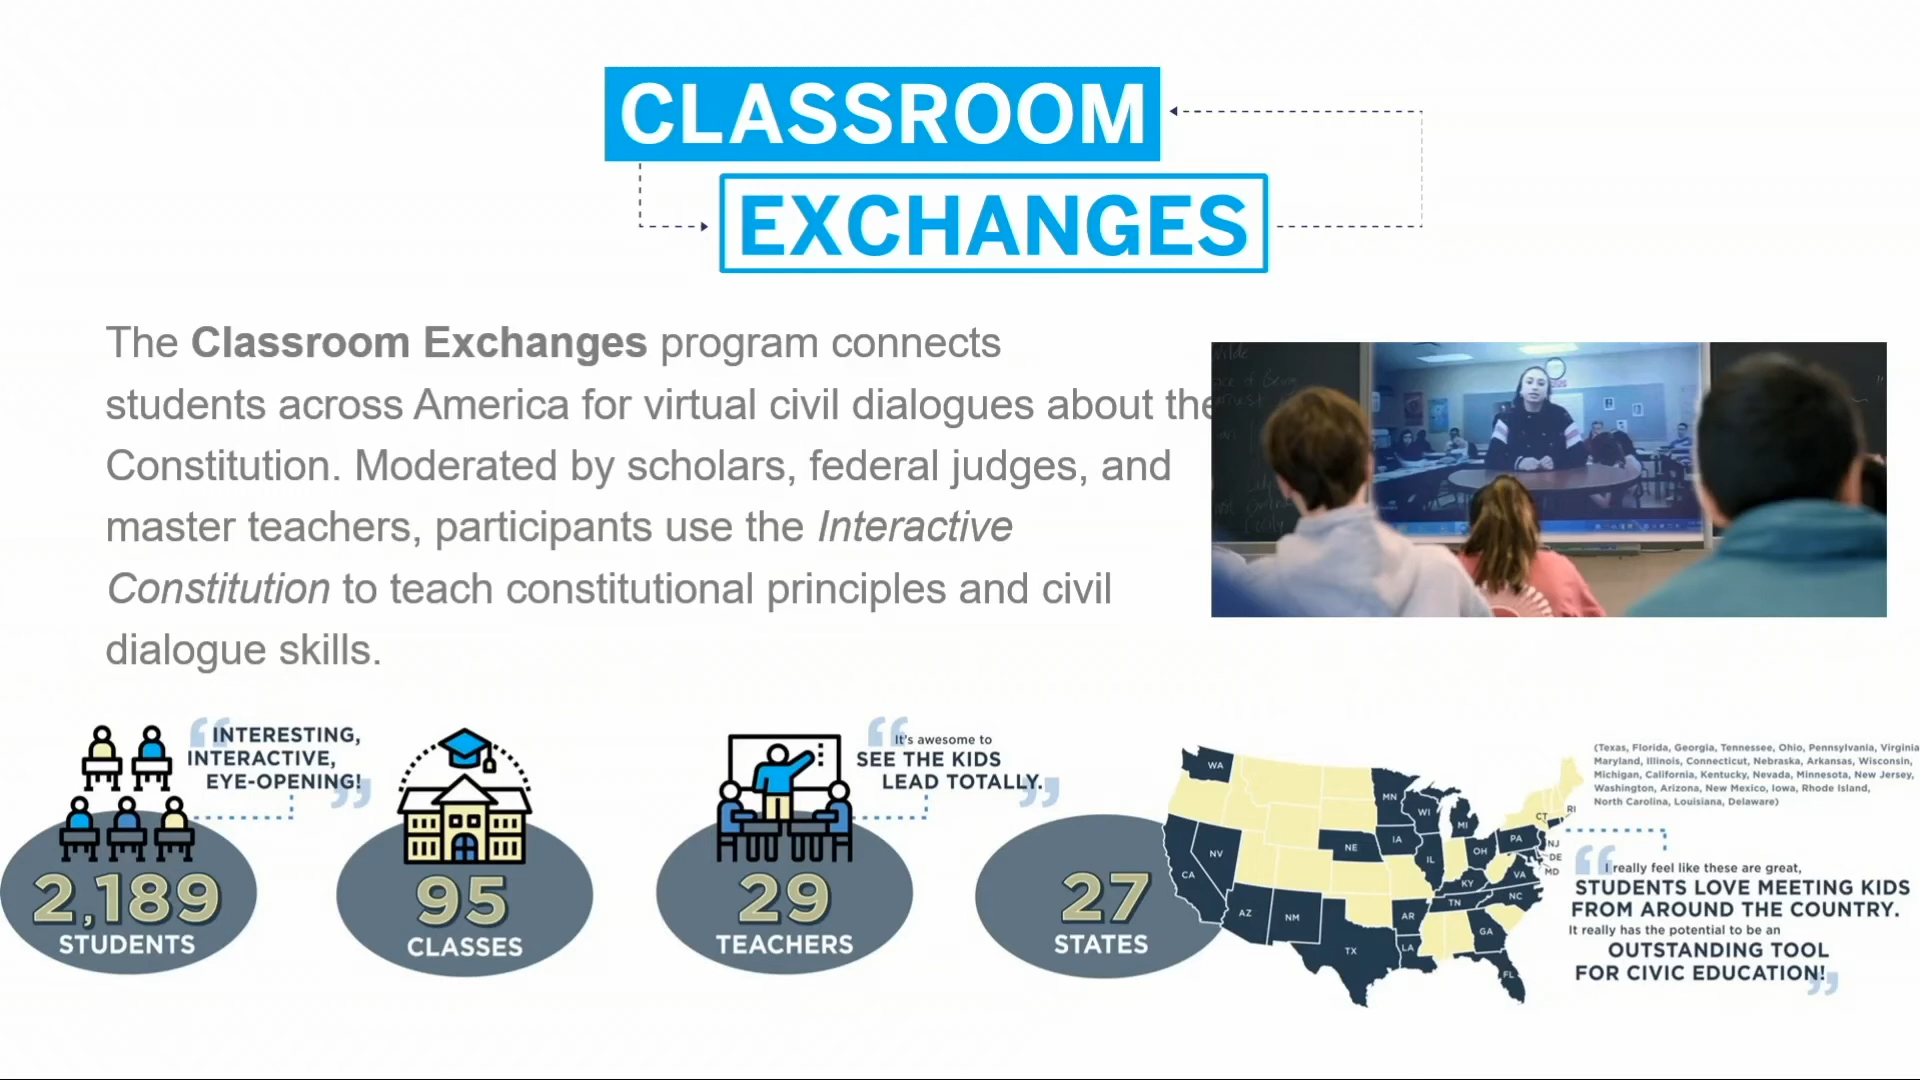 CLASSROOM
EXCHANGES
The Classroom Exchanges program connects
students across America for virtual civil dialogues about the
Constitution. Moderated by scholars, federal judges, and
master teachers, participants use the Interactive
Constitution to teach constitutional principles and civil
dialogue skills.
“INTERESTING,
INTERACTIVE,
EYE-OPENING!”
2,189
STUDENTS
95
CLASSES
“It's awesome to
SEE THE KIDS
LEAD TOTALLY.”
29
TEACHERS
27
STATES
WA
MN
WI
MI
CT
RI
NV
NE
IA
IL
OH
PA
NJ
DE
MD
CA
KY
VA
AZ
NM
AR
TN
NC
TX
LA
GA
FL
(Texas, Florida, Georgia, Tennessee, Ohio, Pennsylvania, Virginia
Maryland, Illinois, Connecticut, Nebraska, Arkansas, Wisconsin,
Michigan, California, Kentucky, Nevada, Minnesota, New Jersey,
Washington, Arizona, New Mexico, Iowa, Rhode Island,
North Carolina, Louisiana, Delaware)
“I really feel like these are great,
STUDENTS LOVE MEETING KIDS
FROM AROUND THE COUNTRY.
It really has the potential to be an
OUTSTANDING TOOL
FOR CIVIC EDUCATION!”